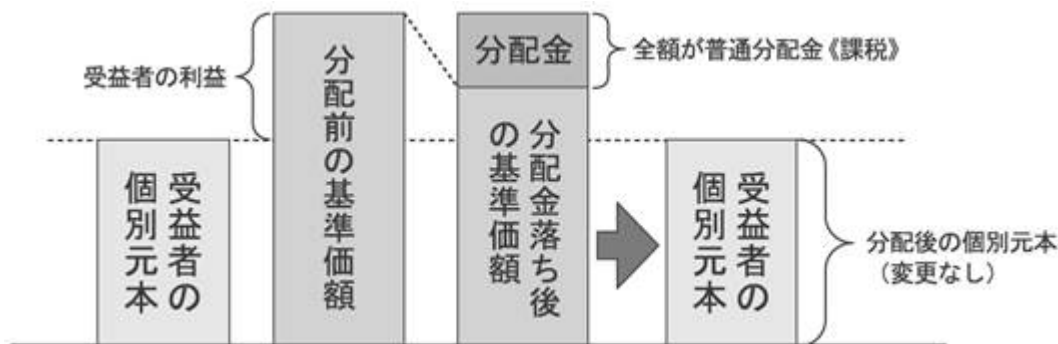 受益者の利益
受益者の
個別元本
分配前の基準価額
分配金
全額が普通分配金《課税》
分配金落ち後
の基準価額
受益者の
個別元本
分配後の個別元本
（変更なし）